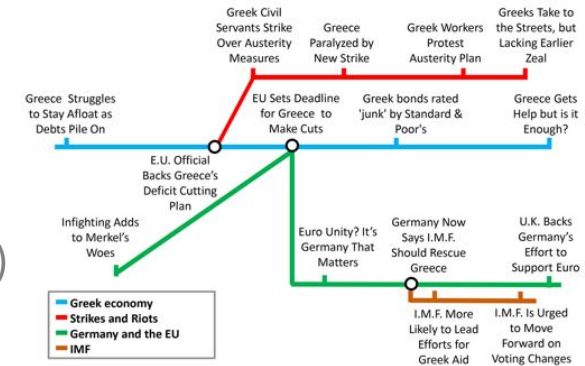 Greek Civil
Servants Strike
Over Austerity
Measures
Greece
Paralyzed by
New Strike
Greek Workers
Protest
Austerity Plan
Greeks Take to
the Streets, but
Lacking Earlier
Zeal
Greece Struggles
to Stay Afloat as
Debts Pile On
EU Sets Deadline
for Greece to
Make Cuts
Greek bonds rated
'junk' by Standard &
Poor's
Greece Gets
Help but is it
Enough?
E.U. Official
Backs Greece's
Deficit Cutting
Plan
Infighting Adds
to Merkel's
Woes
Euro Unity? It's
Germany That
Matters
Germany Now
Says I.M.F.
Should Rescue
Greece
U.K. Backs
Germany's
Effort to
Support Euro
I.M.F. More
Likely to Lead
Efforts for
Greek Aid
I.M.F. Is Urged
to Move
Forward on
Voting Changes
Greek economy
Strikes and Riots
Germany and the EU
IMF